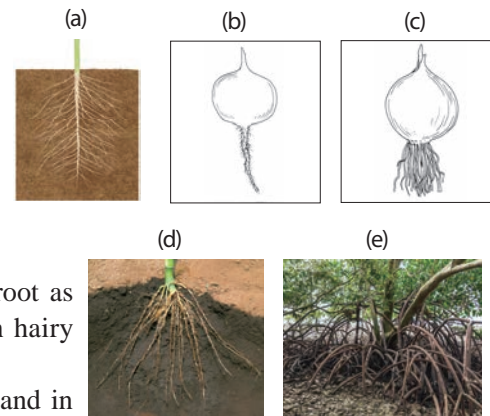 (a)
(b)
(c)
(d)
(e)
root as
n hairy
and in